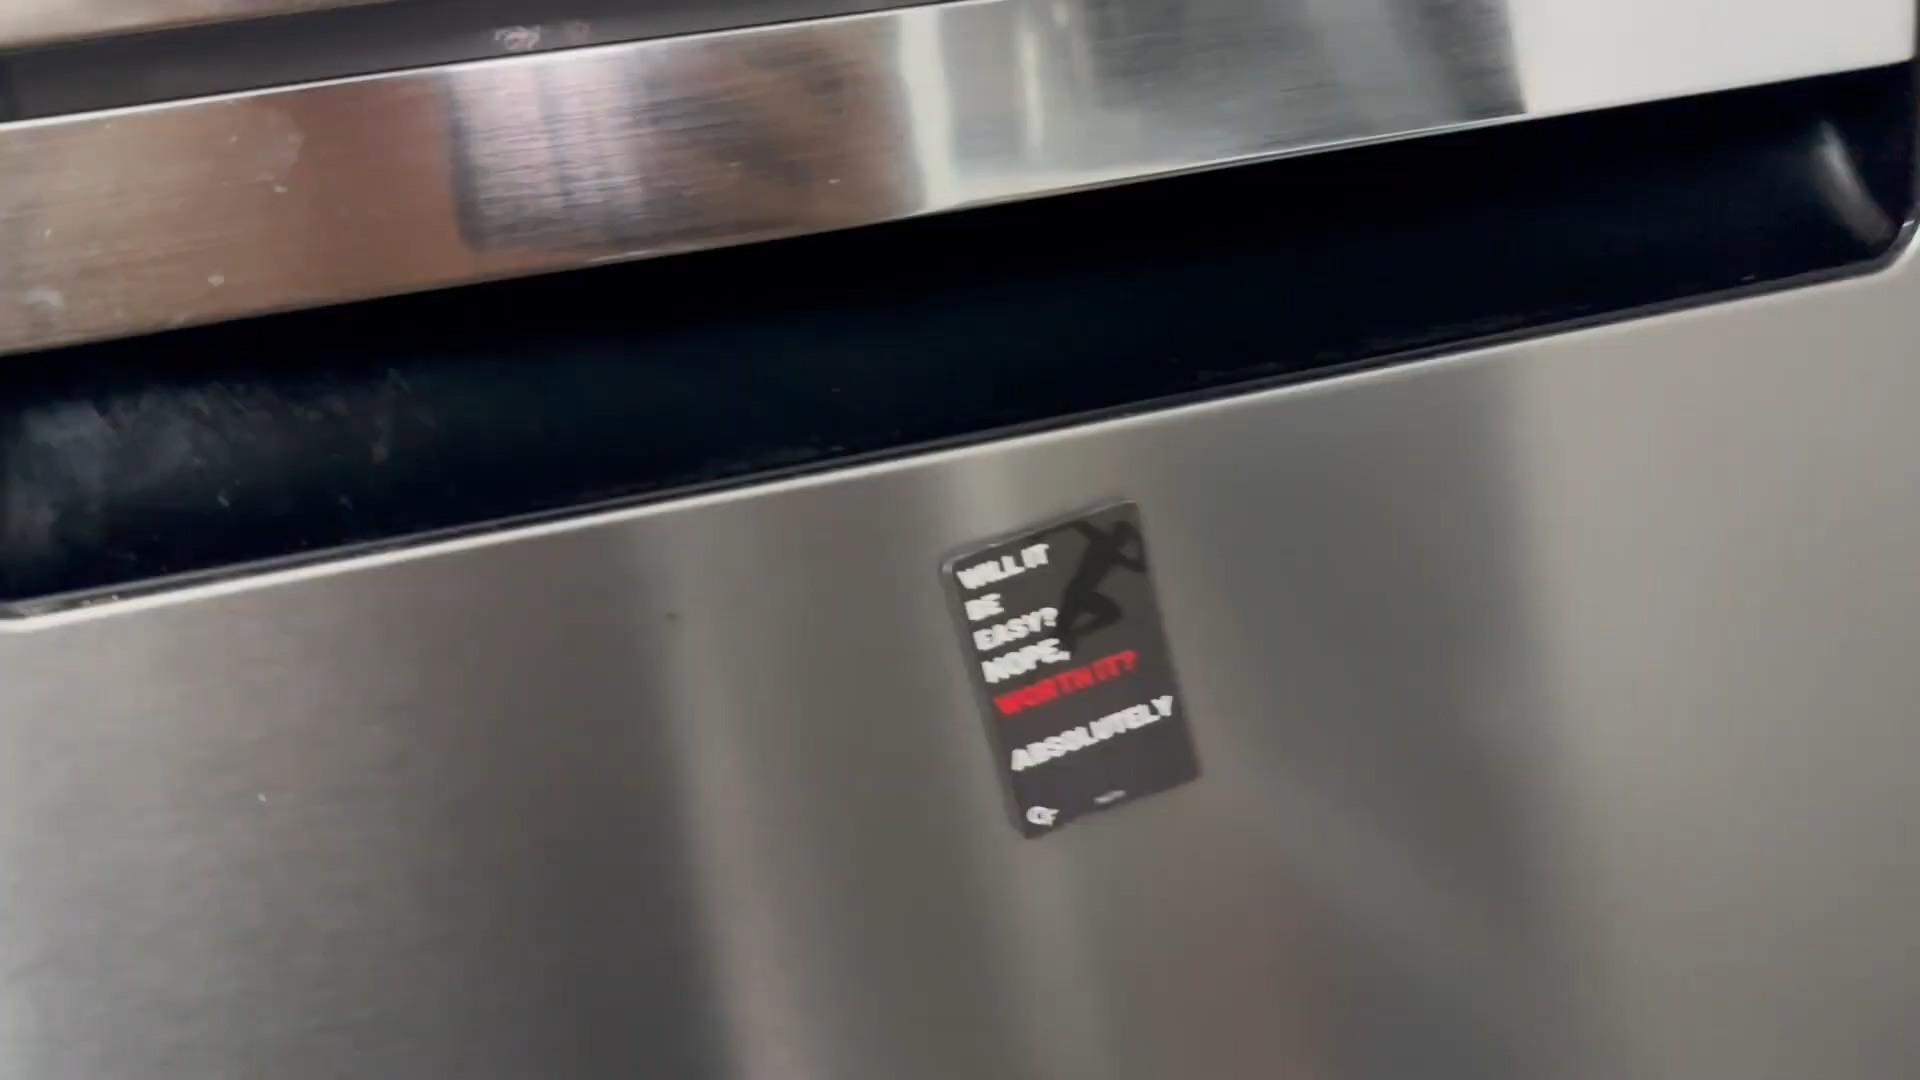 WILL IT
BE
EASY?
NOPE,
WORTH IT?
ABSOLUTELY